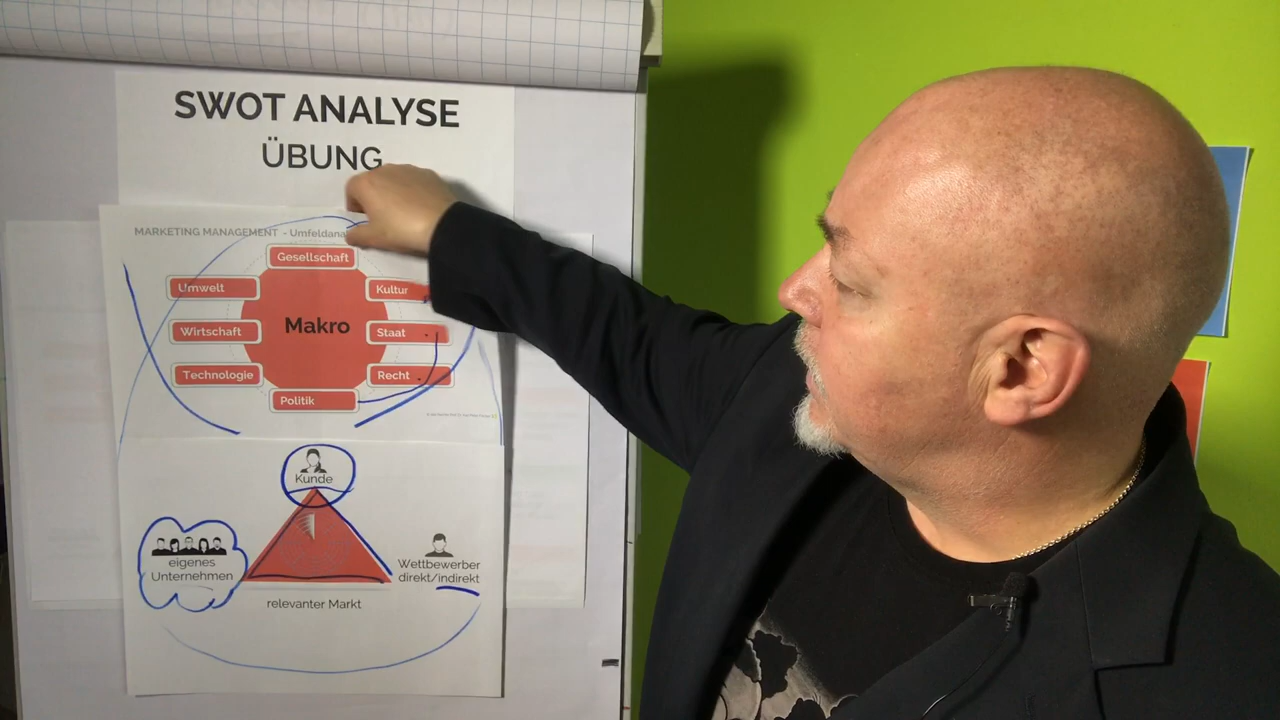 SWOT ANALYSE
ÜBUNG
MARKETING MANAGEMENT - Umfeldana
Gesellschaft
Umwelt
Kultur
Makro
Wirtschaft
Staat
Technologie
Recht
Politik
Kunde
eigenes
Unternehmen
Wettbewerber
direkt/indirekt
relevanter Markt